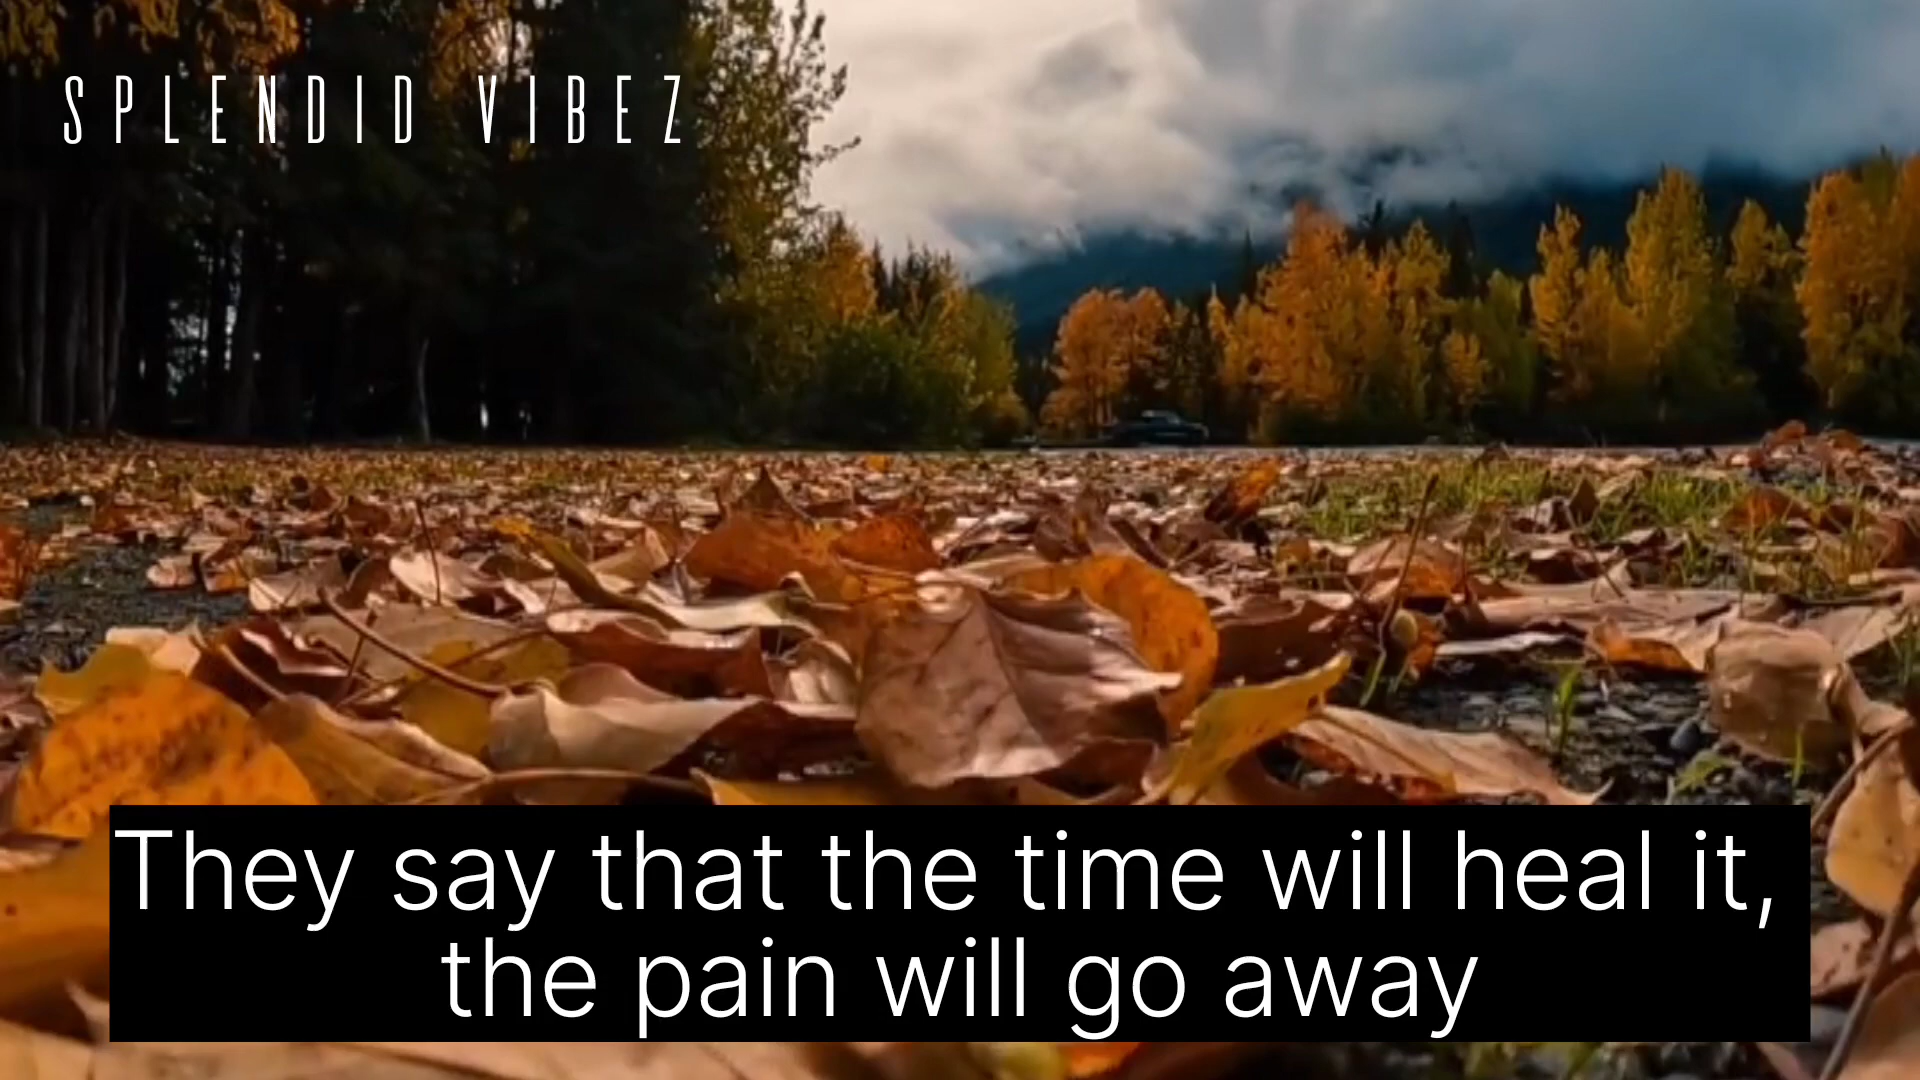 SPLENDID VIBEZ
They say that the time will heal it,
the pain will go away